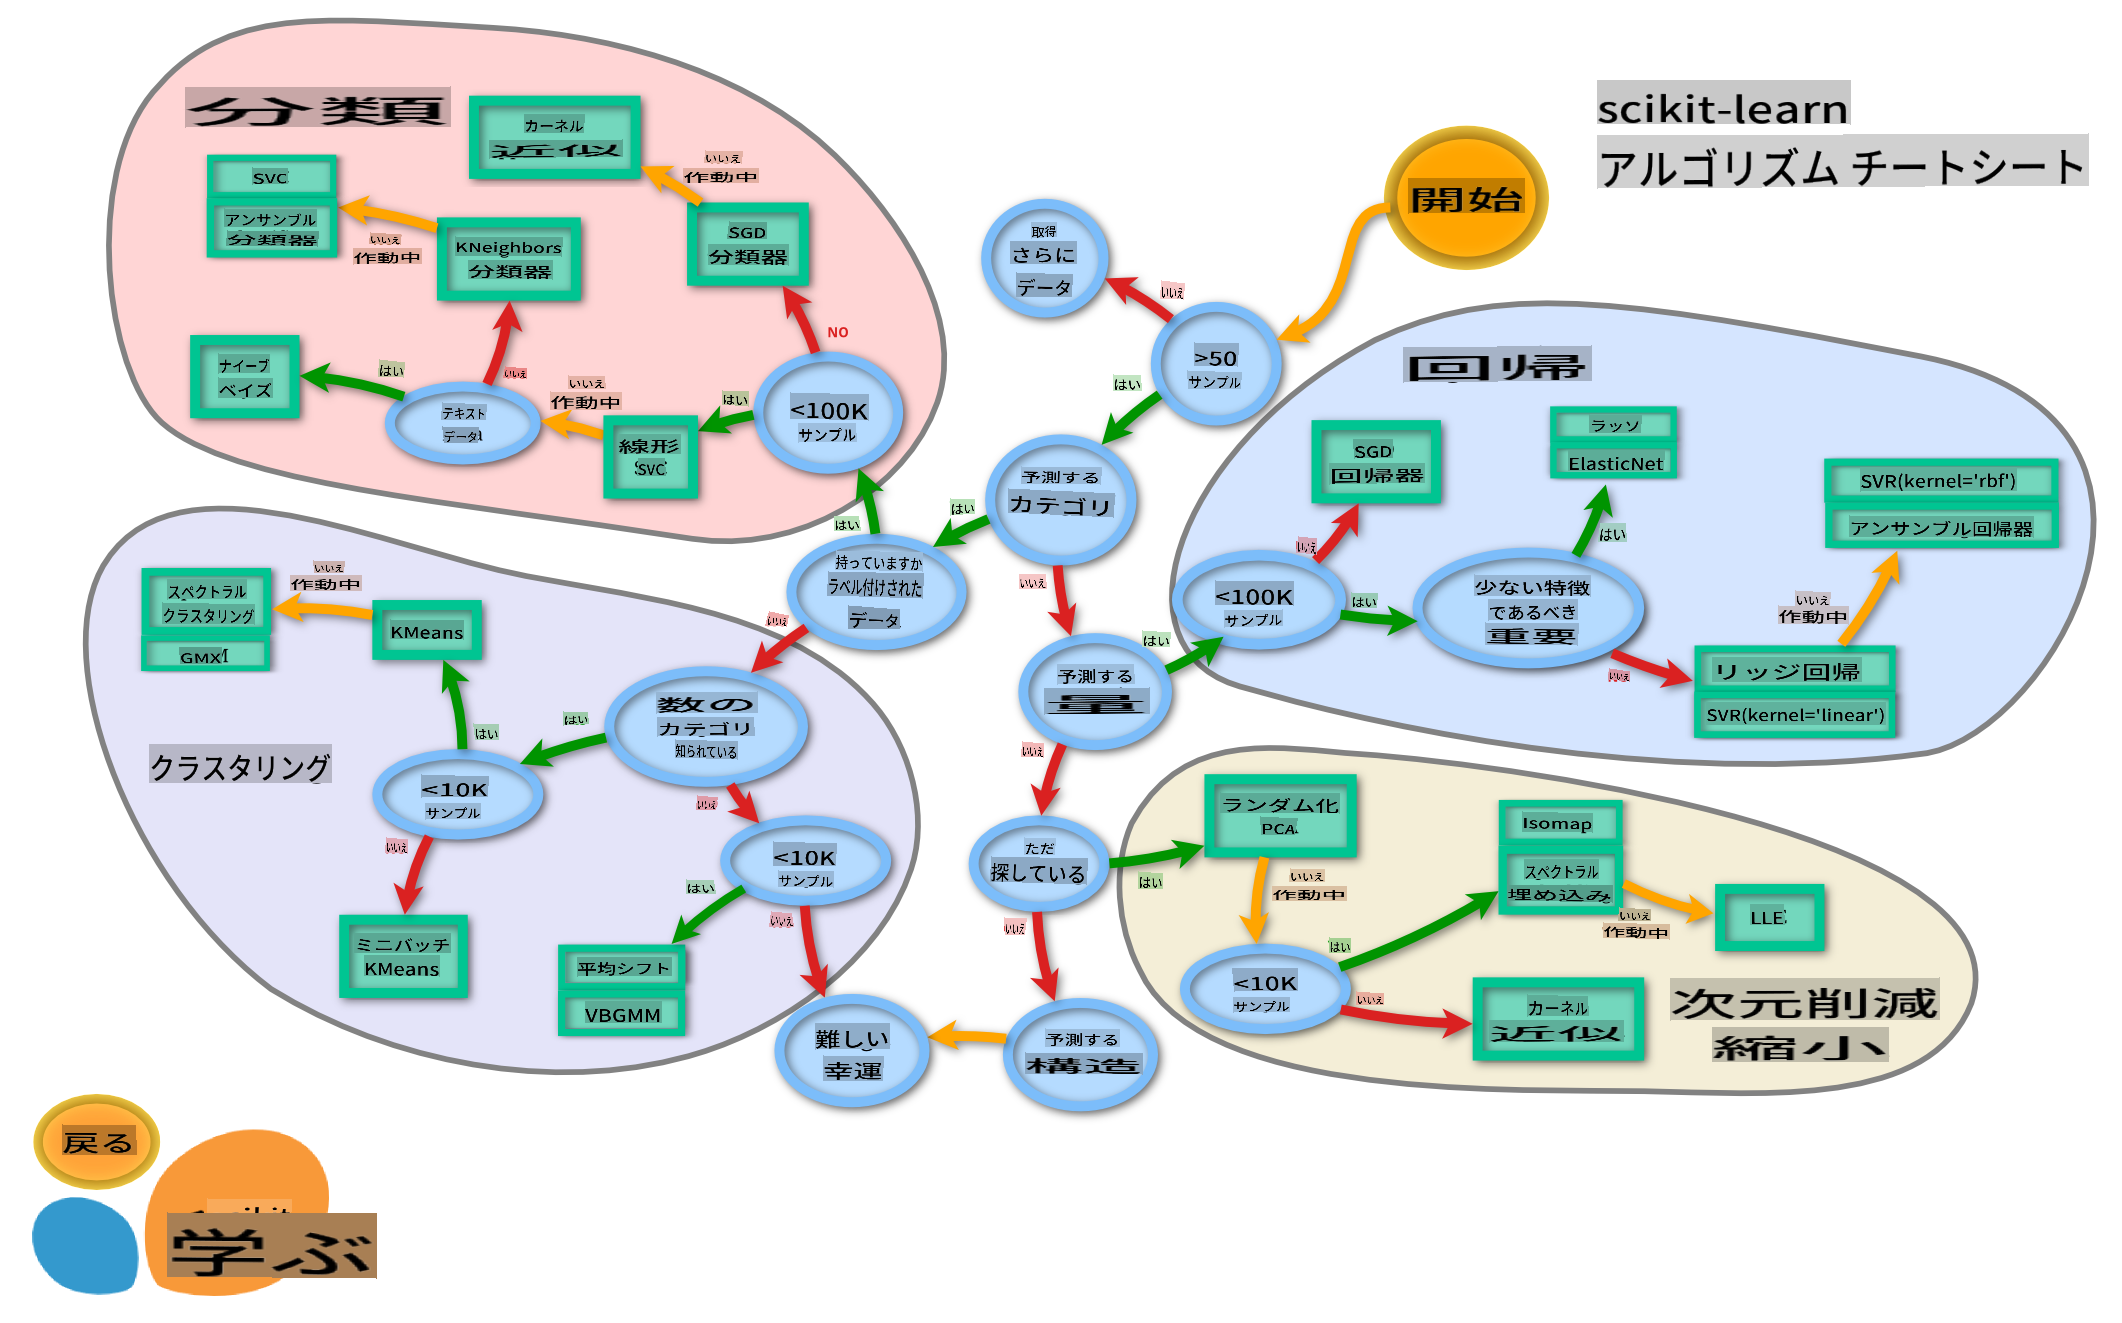 scikit-learn
アルゴリズム チートシート
開始
分類
カーネル
近似
いいえ
作動中
SVC
アンサンブル
分類器
いいえ
作動中
KNeighbors
分類器
SGD
分類器
NO
ナイーブ
ベイズ
はい
いいえ
テキスト
データ
いいえ
作動中
線形
SVC
はい
<100K
サンプル
はい
取得
さらに
データ
いいえ
>50
サンプル
はい
予測する
カテゴリ
はい
持っていますか
ラベル付けされた
データ
いいえ
いいえ
予測する
量
はい
いいえ
ただ
探している
はい
いいえ
予測する
構造
難しい
幸運
回帰
SGD
回帰器
いいえ
<100K
サンプル
はい
ラッソ
ElasticNet
はい
少ない特徴
であるべき
重要
いいえ
SVR(kernel='rbf')
アンサンブル回帰器
いいえ
作動中
リッジ回帰
SVR(kernel='linear')
クラスタリング
スペクトラル
クラスタリング
GMM
いいえ
作動中
KMeans
はい
<10K
サンプル
いいえ
ミニバッチ
KMeans
はい
数の
カテゴリ
知られている
いいえ
<10K
サンプル
はい
いいえ
平均シフト
VBGMM
ランダム化
PCA
いいえ
作動中
<10K
サンプル
はい
いいえ
Isomap
スペクトラル
埋め込み
いいえ
作動中
LLE
カーネル
近似
次元削減
縮小
戻る
学ぶ